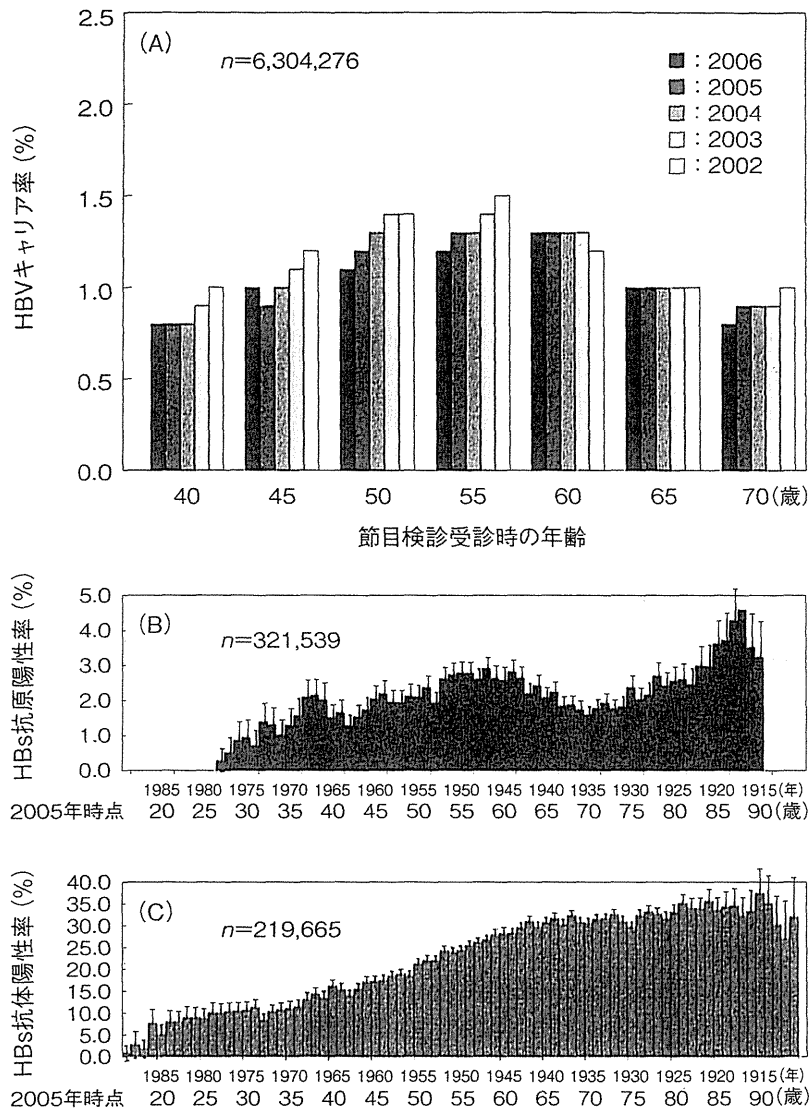 (A)
n=6,304,276
:2006
:2005
:2004
:2003
:2002
HBVキャリア率 (%)
2.5
2.0
1.5
1.0
0.5
0.0
40 45 50 55 60 65 70(歳)
節目検診受診時の年齢
(B)
n=321,539
HBs抗原陽性率 (%)
5.0
4.0
3.0
2.0
1.0
0.0
1985 1980 1975 1970 1965 1960 1955 1950 1945 1940 1935 1930 1925 1920 1915(年)
2005年時点 20 25 30 35 40 45 50 55 60 65 70 75 80 85 90(歳)
(C)
n=219,665
HBs抗体陽性率 (%)
40.0
35.0
30.0
25.0
20.0
15.0
10.0
5.0
0.0
1985 1980 1975 1970 1965 1960 1955 1950 1945 1940 1935 1930 1925 1920 1915(年)
2005年時点 20 25 30 35 40 45 50 55 60 65 70 75 80 85 90(歳)